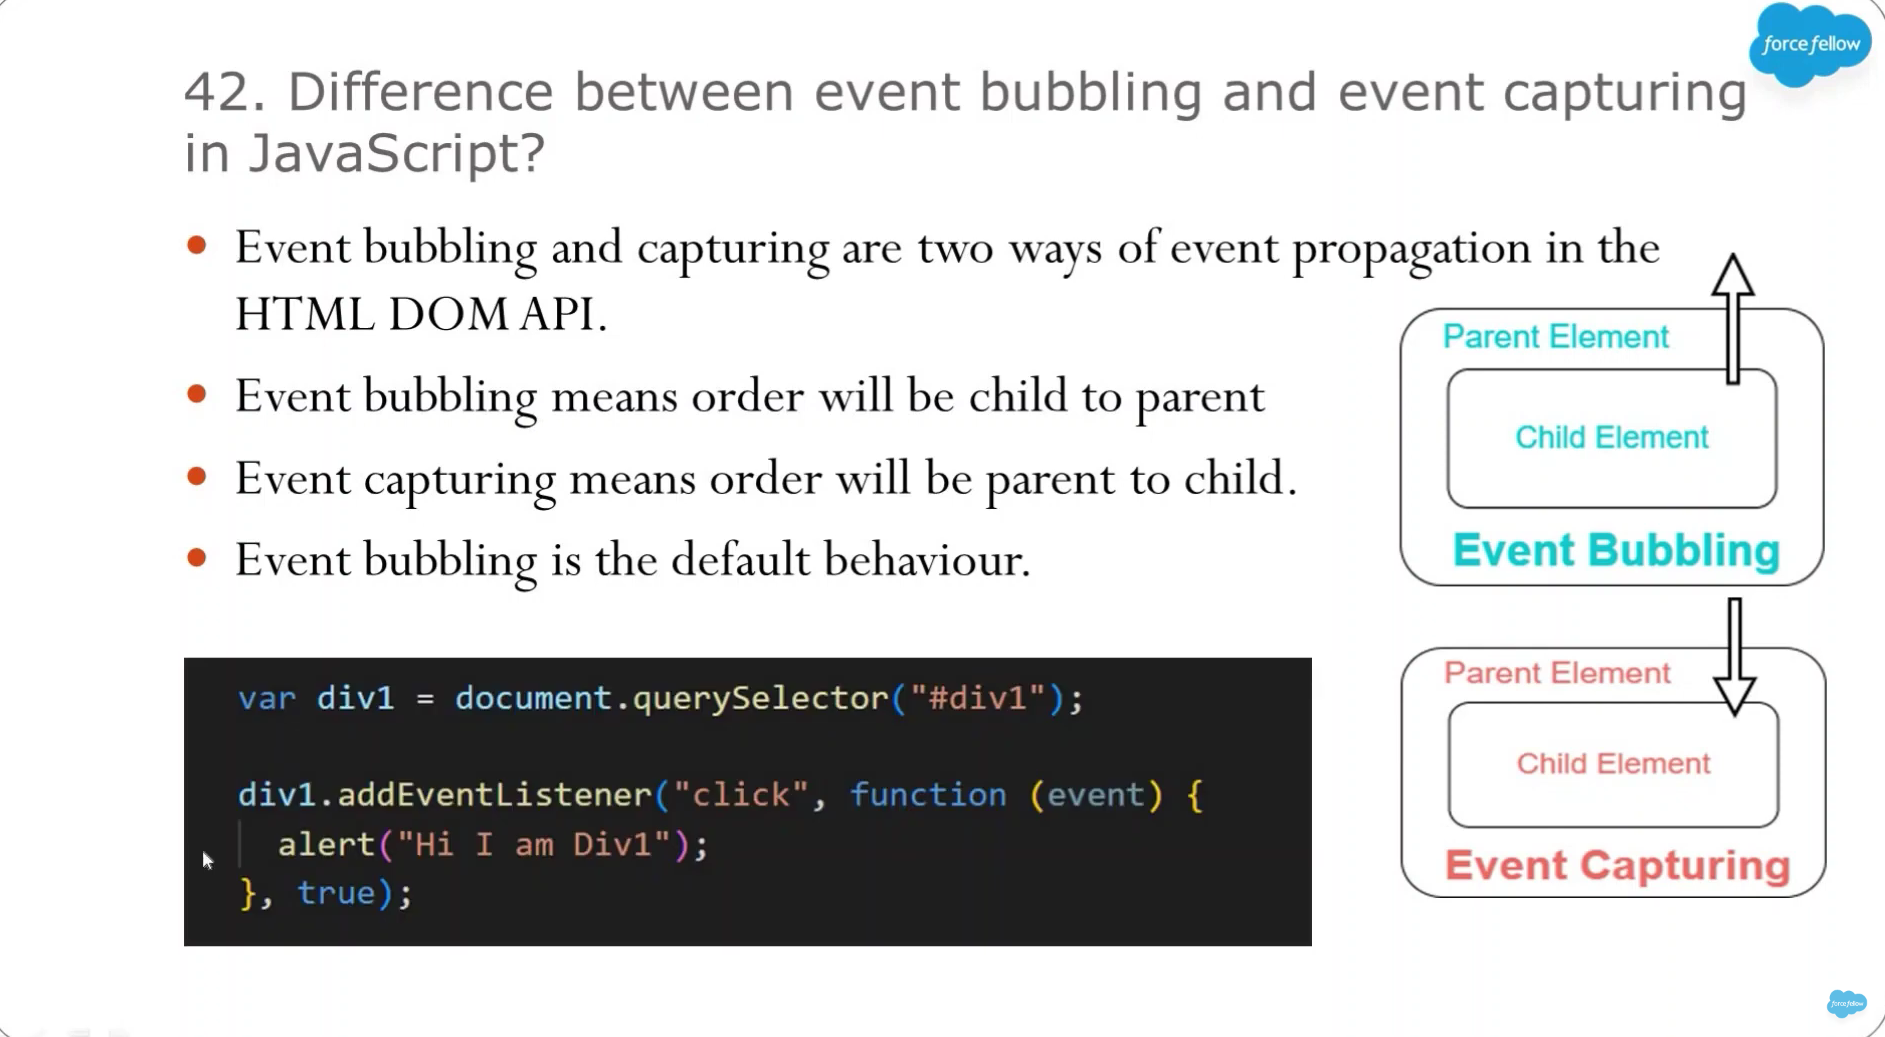 forcefellow
42. Difference between event bubbling and event capturing
in JavaScript?
Event bubbling and capturing are two ways of event propagation in the
HTML DOM API.
Event bubbling means order will be child to parent
Event capturing means order will be parent to child.
Event bubbling is the default behaviour.
Parent Element
Child Element
Event Bubbling
Parent Element
Child Element
Event Capturing
var div1 = document.querySelector("#div1");
div1.addEventListener("click", function (event) {
alert("Hi I am Div1");
}, true);
forcefellow